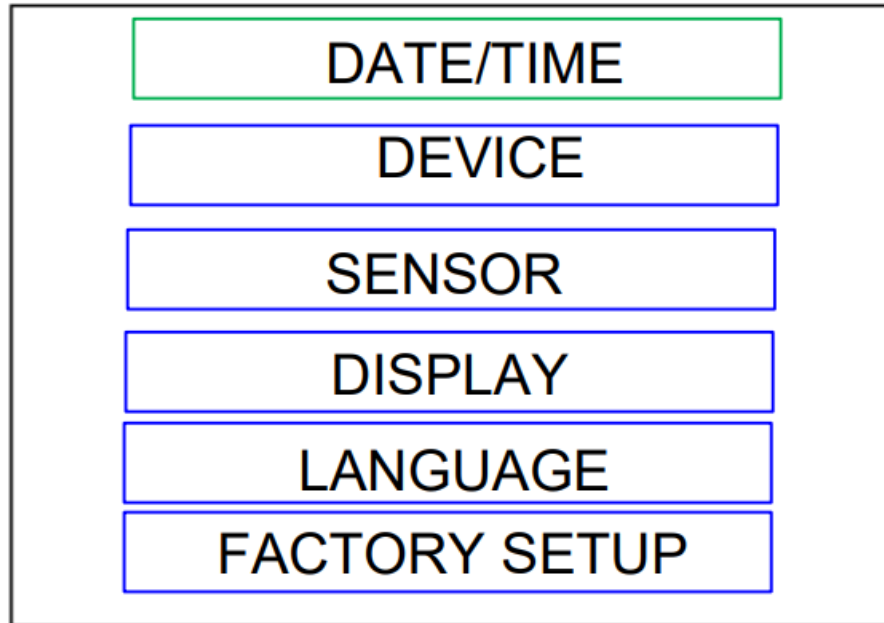 DATE/TIME
DEVICE
SENSOR
DISPLAY
LANGUAGE
FACTORY SETUP